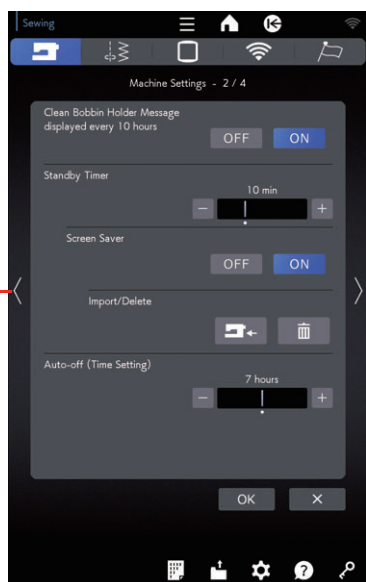 Sewing
Machine Settings - 2 / 4
Clean Bobbin Holder Message
displayed every 10 hours
OFF ON
Standby Timer
10 min
− +
Screen Saver
OFF ON
Import/Delete
Auto-off (Time Setting)
7 hours
− +
OK ×
?